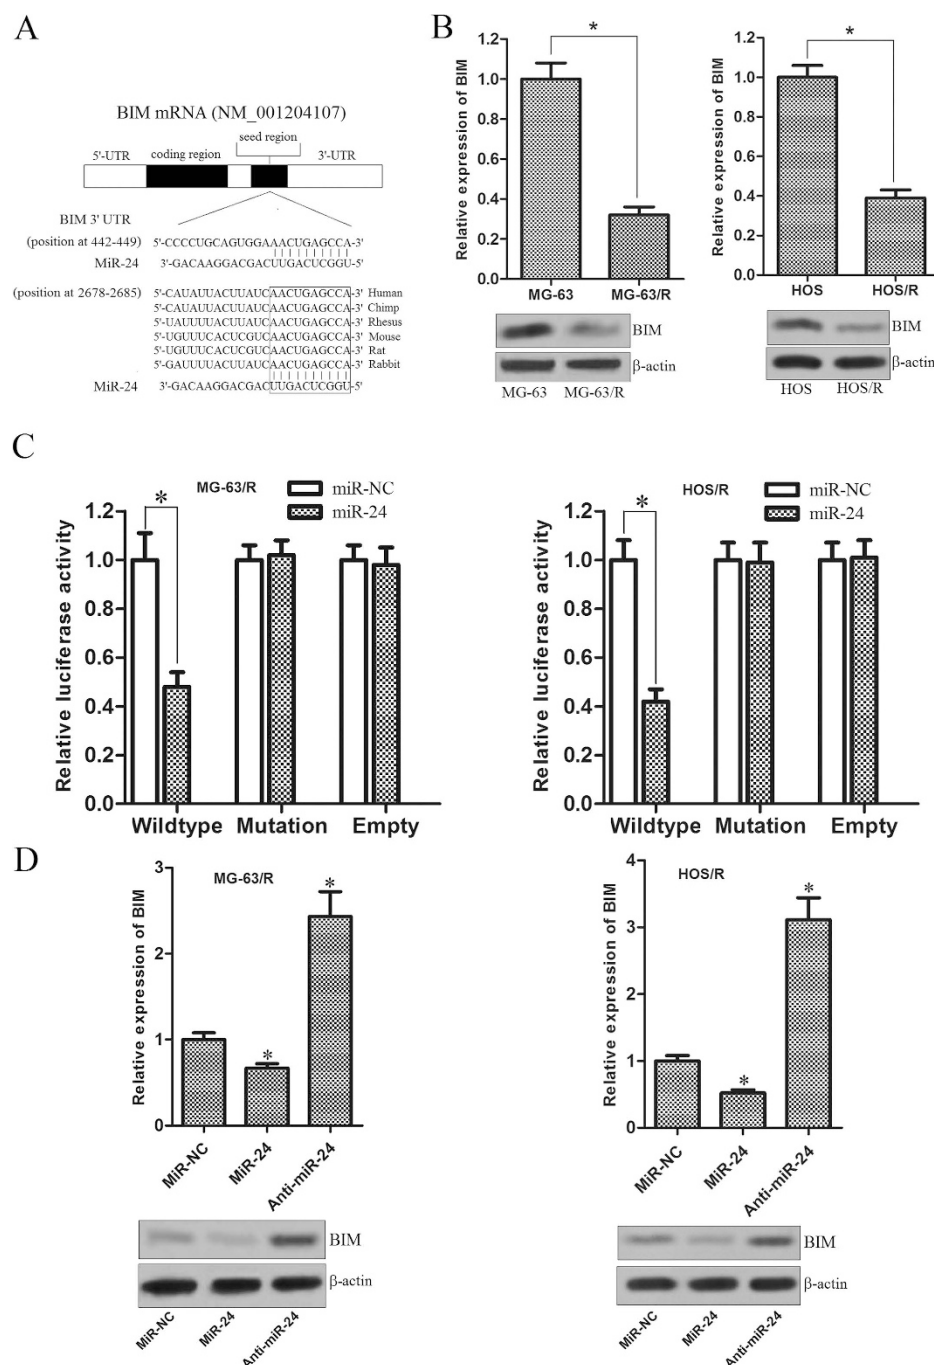 A
BIM mRNA (NM_001204107)
seed region
5'-UTR coding region 3'-UTR
BIM 3' UTR
(position at 442-449) 5'-CCCCUGCAGUGGAAACUGAGCCA-3'
MiR-24 3'-GACAAGGACGACUUGACUCGGU-5'
(position at 2678-2685) 5'-CAUAUUACUUAUCAACUGAGCCA-3' Human
5'-CAUAUUACUUAUCAACUGAGCCA-3' Chimp
5'-UAUUUUACUUAUCAACUGAGCCA-3' Rhesus
5'-UGUUUCACUCGUCAACUGAGCCA-3' Mouse
5'-UGUUUCACUCGUCAACUGAGCCA-3' Rat
5'-GAUUUUACUUAUCAACUGAGCCA-3' Rabbit
MiR-24 3'-GACAAGGACGACUUGACUCGGU-5'
B
Relative expression of BIM
1.2
1.0
0.8
0.6
0.4
0.2
0.0
*
MG-63 MG-63/R
BIM
β-actin
MG-63 MG-63/R
Relative expression of BIM
1.2
1.0
0.8
0.6
0.4
0.2
0.0
*
HOS HOS/R
BIM
β-actin
HOS HOS/R
C
MG-63/R
miR-NC
miR-24
*
Relative luciferase activity
1.2
1.0
0.8
0.6
0.4
0.2
0.0
Wildtype Mutation Empty
HOS/R
miR-NC
miR-24
*
Relative luciferase activity
1.2
1.0
0.8
0.6
0.4
0.2
0.0
Wildtype Mutation Empty
D
MG-63/R
Relative expression of BIM
3
2
1
0
*
*
MiR-NC MiR-24 Anti-miR-24
BIM
β-actin
MiR-NC MiR-24 Anti-miR-24
HOS/R
Relative expression of BIM
4
3
2
1
0
*
*
MiR-NC MiR-24 Anti-miR-24
BIM
β-actin
MiR-NC MiR-24 Anti-miR-24